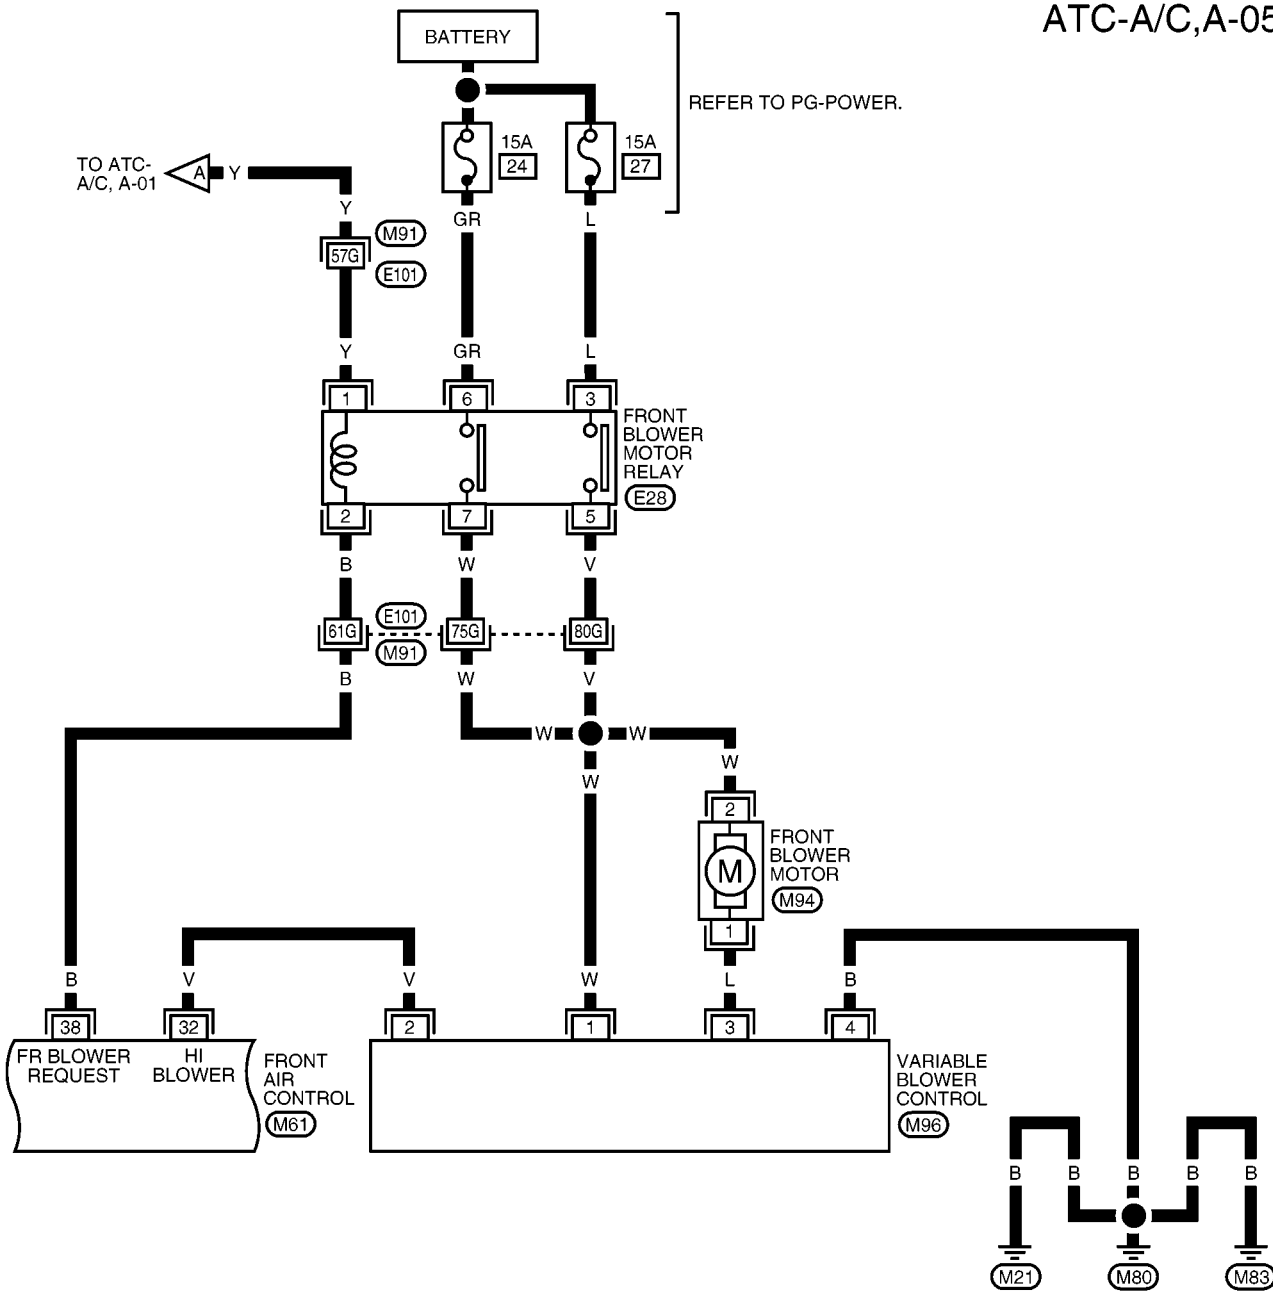 ATC-A/C,A-05
BATTERY
REFER TO PG-POWER.
15A
24
15A
27
TO ATC-
A/C, A-01
A
Y
Y
GR
L
M91
57G
E101
Y
GR
L
1
6
3
FRONT
BLOWER
MOTOR
RELAY
E28
2
7
5
B
W
V
61G
E101
M91
75G
80G
B
W
V
W
W
W
W
2
FRONT
BLOWER
MOTOR
M94
M
1
B
V
V
W
L
B
38
32
2
1
3
4
FR BLOWER
REQUEST
HI
BLOWER
FRONT
AIR
CONTROL
M61
VARIABLE
BLOWER
CONTROL
M96
B
B
B
B
B
M21
M80
M83